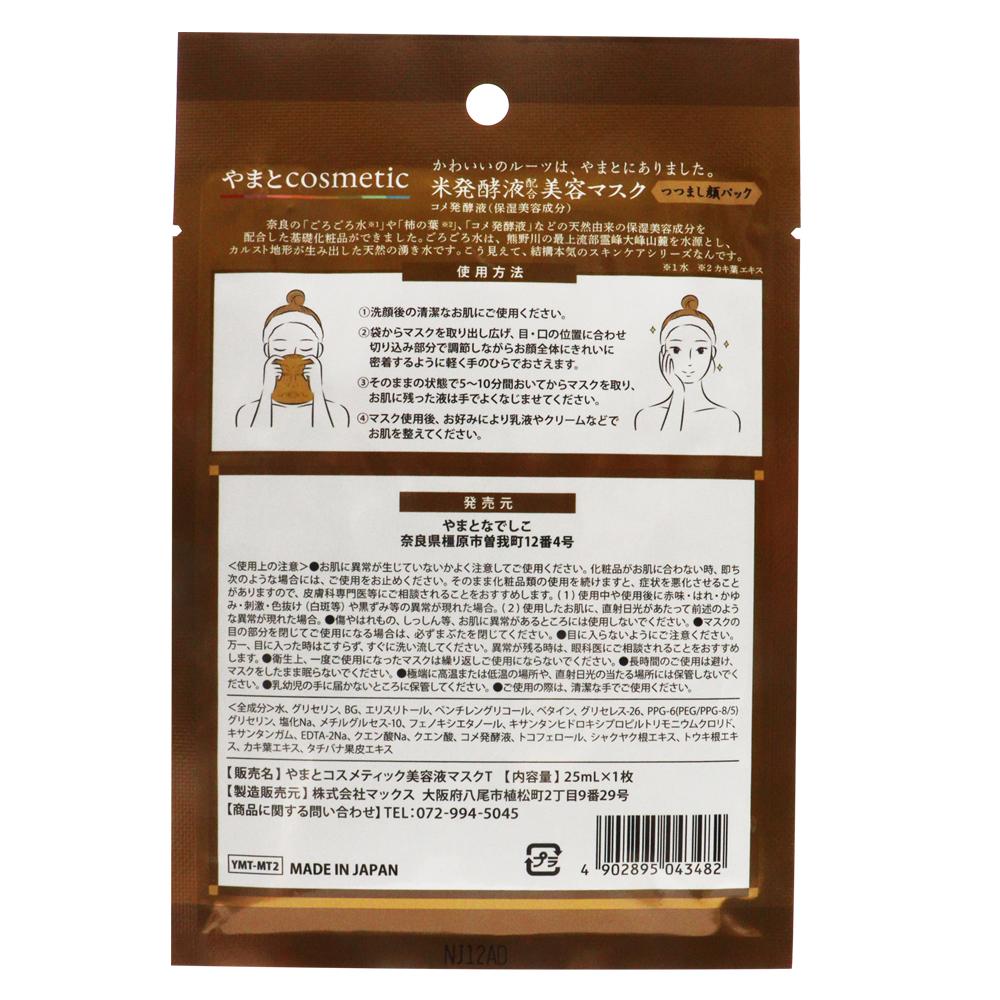 やまとcosmetic
かわいいのルーツは、やまとにありました。
米発酵液配合美容マスク つつまし顔パック
コメ発酵液(保湿美容成分)
奈良の「ごろごろ水※1」や「柿の葉※2」、「コメ発酵液」などの天然由来の保湿美容成分を
配合した基礎化粧品ができました。ごろごろ水は、熊野川の最上流部霊峰大峰山麓を水源とし、
カルスト地形が生み出した天然の湧き水です。こう見えて、結構本気のスキンケアシリーズなんです。
※1水 ※2カキ葉エキス
使用方法
①洗顔後の清潔なお肌にご使用ください。
②袋からマスクを取り出し広げ、目・口の位置に合わせ
切り込み部分で調節しながらお顔全体にきれいに
密着するように軽く手のひらでおさえます。
③そのままの状態で5～10分間おいてからマスクを取り、
お肌に残った液は手でよくなじませてください。
④マスク使用後、お好みにより乳液やクリームなどで
お肌を整えてください。
発売元
やまとなでしこ
奈良県橿原市曽我町12番4号
＜使用上の注意＞●お肌に異常が生じていないかよく注意してご使用ください。化粧品がお肌に合わない時、即ち
次のような場合には、ご使用をお止めください。そのまま化粧品類の使用を続けますと、症状を悪化させること
がありますので、皮膚科専門医等にご相談されることをおすすめします。(1)使用中や使用後に赤味・はれ・かゆ
み・刺激・色抜け(白斑等)や黒ずみ等の異常が現れた場合。(2)使用したお肌に、直射日光があたって前述のよう
な異常が現れた場合。●傷やはれもの、しっしん等、お肌に異常があるところには使用しないでください。●マスクの
目の部分を閉じてご使用になる場合は、必ずまぶたを閉じてください。●目に入らないようにご注意ください。
万一、目に入った時はこすらず、すぐに洗い流してください。異常が残る時は、眼科医にご相談されることをおすすめ
します。●衛生上、一度ご使用になったマスクは繰り返しご使用にならないでください。●長時間のご使用は避け、
マスクをしたまま眠らないでください。●極端に高温または低温の場所や、直射日光の当たる場所には保管しないでく
ださい。●乳幼児の手に届かないところに保管してください。●ご使用の際は、清潔な手でご使用ください。
＜全成分＞水、グリセリン、BG、エリスリトール、ペンチレングリコール、ベタイン、グリセレス-26、PPG-6(PEG/PPG-8/5)
グリセリン、塩化Na、メチルグルセス-10、フェノキシエタノール、キサンタンヒドロキシプロピルトリモニウムクロリド、
キサンタンガム、EDTA-2Na、クエン酸Na、クエン酸、コメ発酵液、トコフェロール、シャクヤク根エキス、トウキ根エキ
ス、カキ葉エキス、タチバナ果皮エキス
【販売名】やまとコスメティック美容液マスクT 【内容量】25mL×1枚
【製造販売元】株式会社マックス 大阪府八尾市植松町2丁目9番29号
【商品に関する問い合わせ】TEL:072-994-5045
YMT-MT2 MADE IN JAPAN
プラ
4 902895 043482
NJ12AD